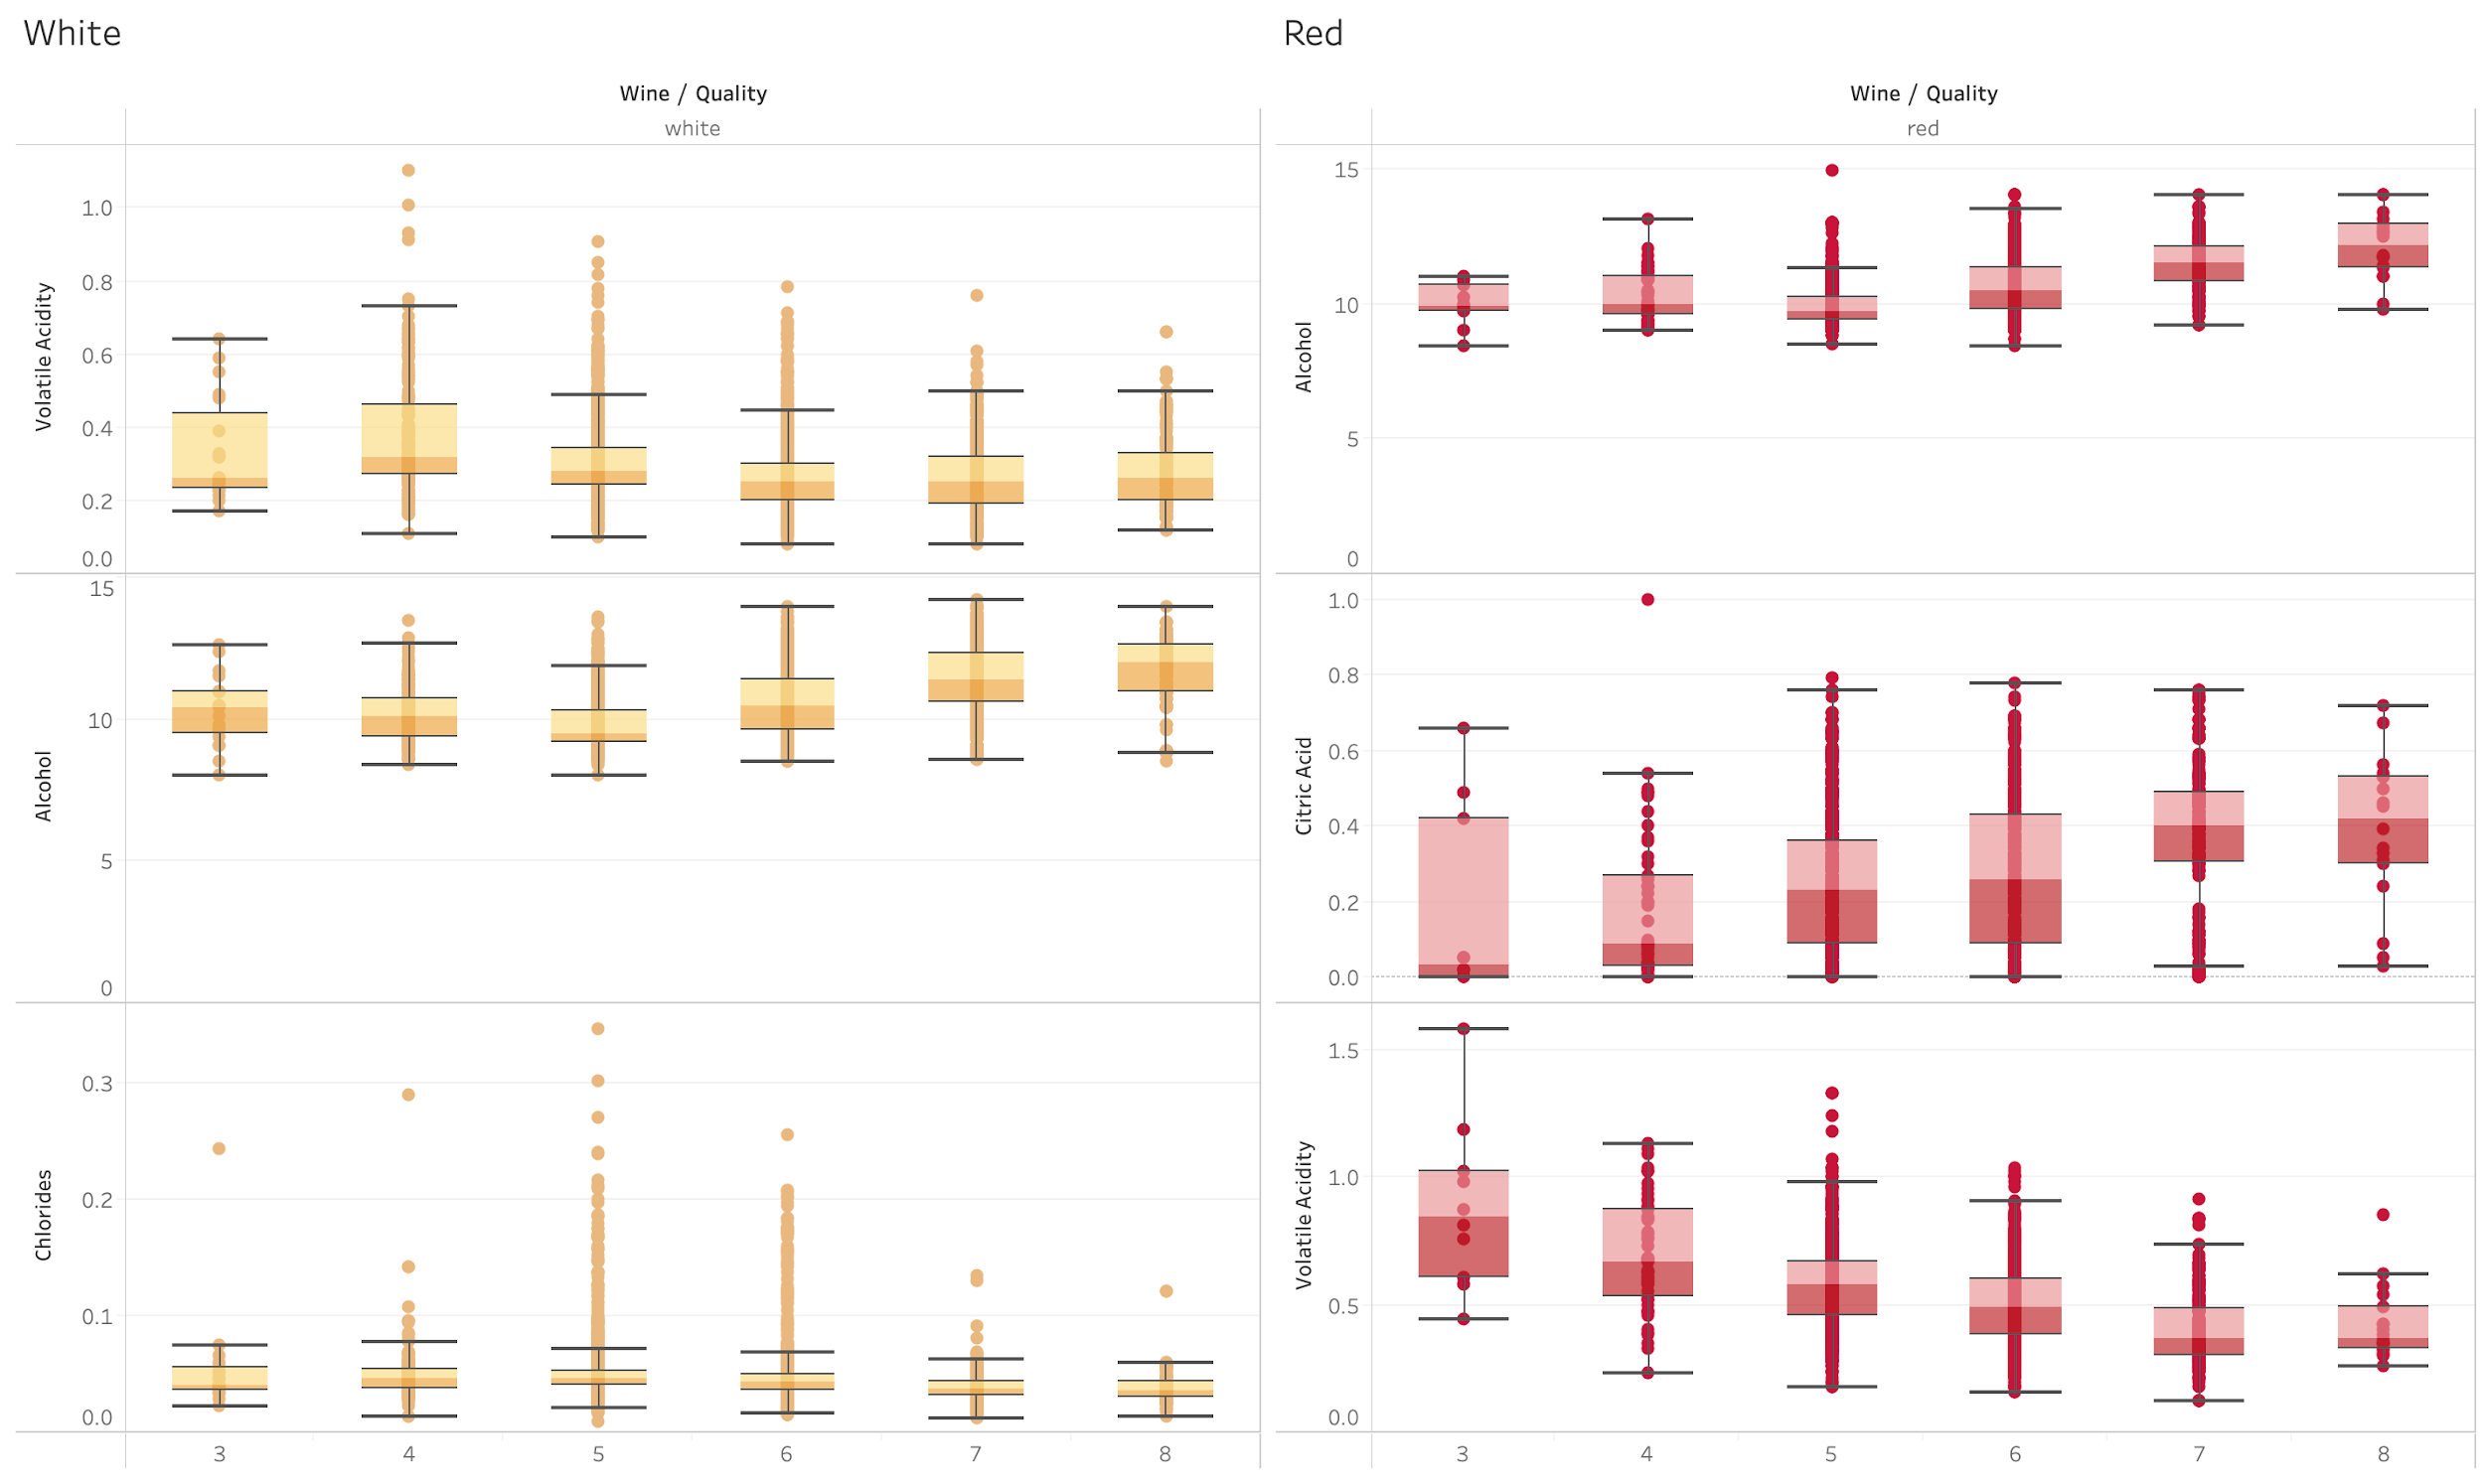 White
Wine / Quality
white
Volatile Acidity
1.0
0.8
0.6
0.4
0.2
0.0
Alcohol
15
10
5
0
Chlorides
0.3
0.2
0.1
0.0
3 4 5 6 7 8
Red
Wine / Quality
red
Alcohol
15
10
5
0
Citric Acid
1.0
0.8
0.6
0.4
0.2
0.0
Volatile Acidity
1.5
1.0
0.5
0.0
3 4 5 6 7 8